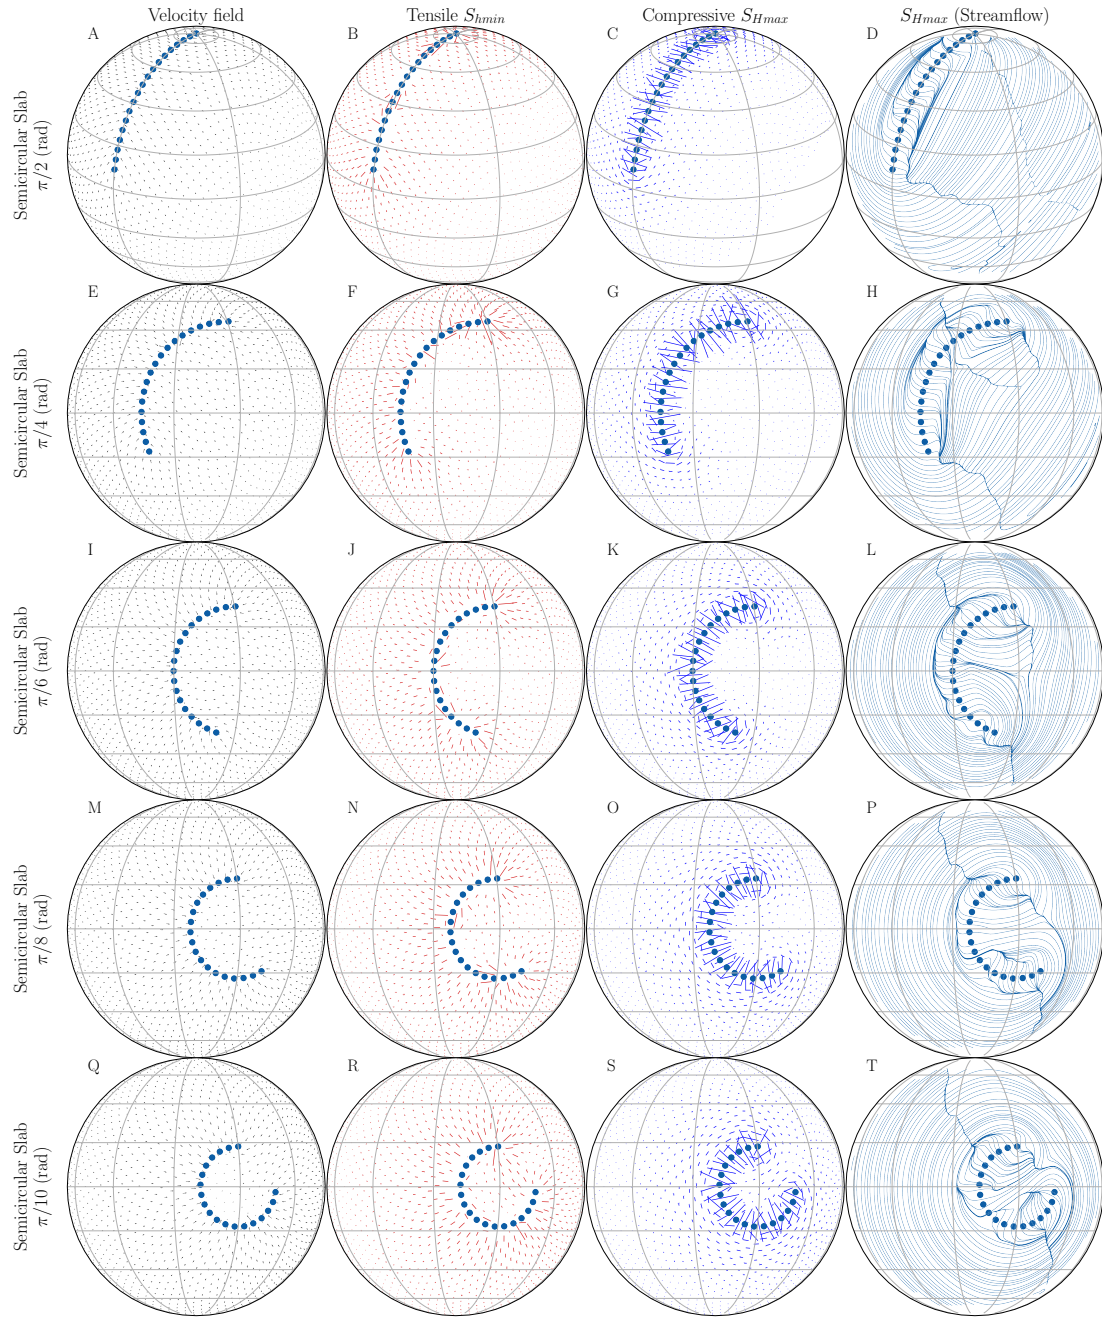 Velocity field
Tensile $S_{hmin}$
Compressive $S_{Hmax}$
$S_{Hmax}$ (Streamflow)
Semicircular Slab
π/2 (rad)
A
B
C
D
Semicircular Slab
π/4 (rad)
E
F
G
H
Semicircular Slab
π/6 (rad)
I
J
K
L
Semicircular Slab
π/8 (rad)
M
N
O
P
Semicircular Slab
π/10 (rad)
Q
R
S
T